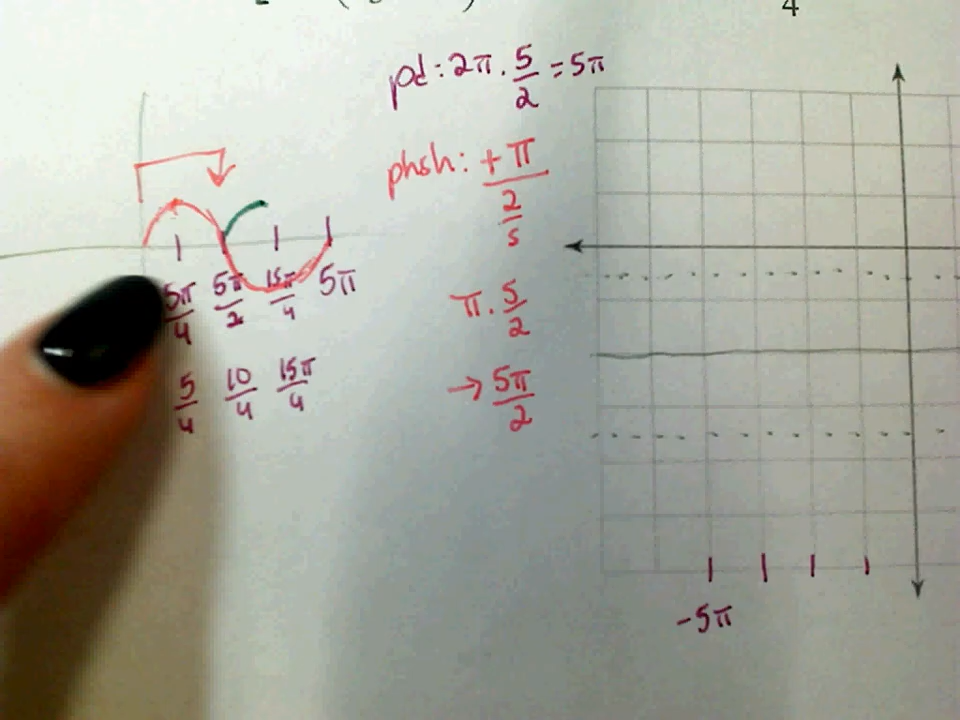 4
pd: 2π · 5/2 = 5π
phsh: +π / 2/5
π · 5/2
→ 5π/2
5π/4 5π/2 15π/4 5π
5/4 10/4 15π/4
-5π